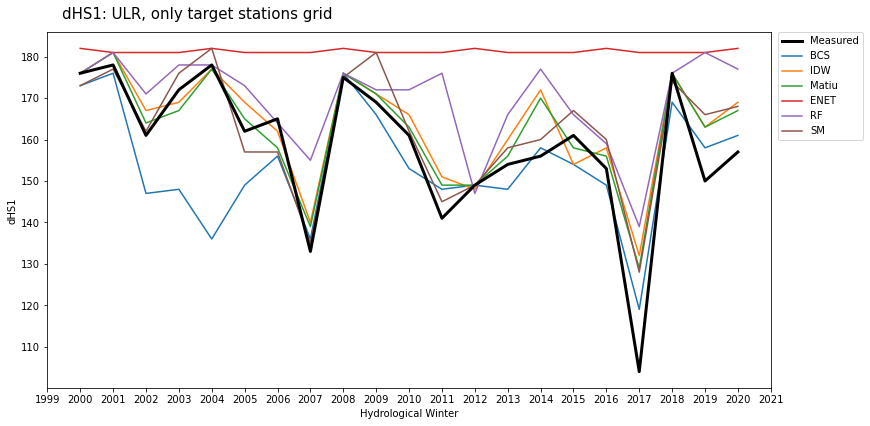 dHS1: ULR, only target stations grid
Measured
BCS
IDW
Matiu
ENET
RF
SM
180
170
160
150
140
130
120
110
dHS1
1999 2000 2001 2002 2003 2004 2005 2006 2007 2008 2009 2010 2011 2012 2013 2014 2015 2016 2017 2018 2019 2020 2021
Hydrological Winter